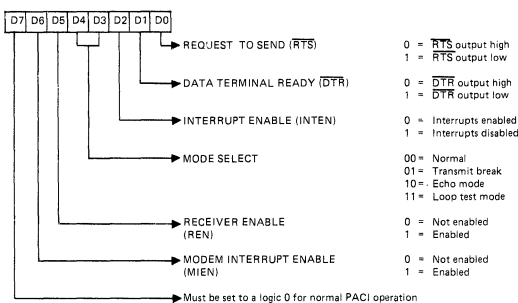 D7 D6 D5 D4 D3 D2 D1 D0
REQUEST TO SEND (RTS) 0 = RTS output high
1 = RTS output low
DATA TERMINAL READY (DTR) 0 = DTR output high
1 = DTR output low
INTERRUPT ENABLE (INTEN) 0 = Interrupts enabled
1 = Interrupts disabled
MODE SELECT 00 = Normal
01 = Transmit break
10 = Echo mode
11 = Loop test mode
RECEIVER ENABLE 0 = Not enabled
(REN) 1 = Enabled
MODEM INTERRUPT ENABLE 0 = Not enabled
(MIEN) 1 = Enabled
Must be set to a logic 0 for normal PACI operation